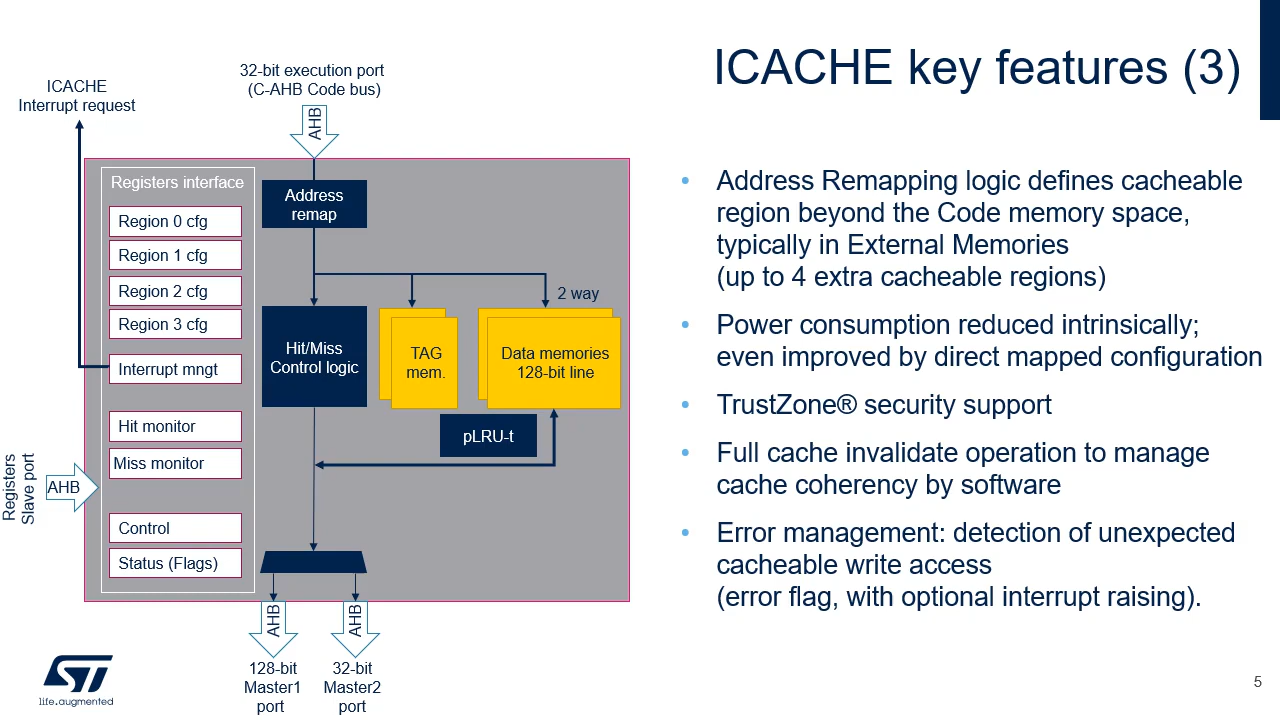 ICACHE key features (3)
32-bit execution port
(C-AHB Code bus)
ICACHE
Interrupt request
AHB
Registers interface
Region 0 cfg
Region 1 cfg
Region 2 cfg
Region 3 cfg
Interrupt mngt
Hit monitor
Miss monitor
Control
Status (Flags)
Registers
Slave port
AHB
Address
remap
2 way
Hit/Miss
Control logic
TAG
mem.
Data memories
128-bit line
pLRU-t
AHB
AHB
128-bit
Master1
port
32-bit
Master2
port
• Address Remapping logic defines cacheable
region beyond the Code memory space,
typically in External Memories
(up to 4 extra cacheable regions)
• Power consumption reduced intrinsically;
even improved by direct mapped configuration
• TrustZone® security support
• Full cache invalidate operation to manage
cache coherency by software
• Error management: detection of unexpected
cacheable write access
(error flag, with optional interrupt raising).
ST
life.augmented
5